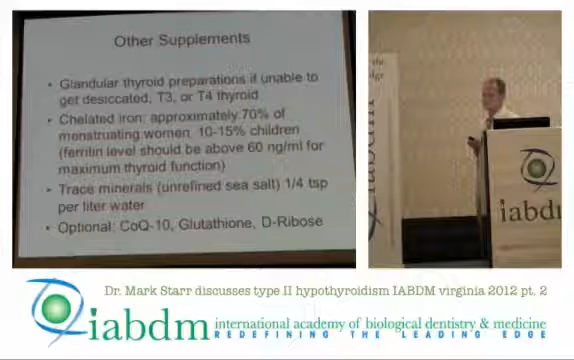 Other Supplements
• Glandular thyroid preparations if unable to
get desiccated, T3, or T4 thyroid
• Chelated iron: approximately 70% of
menstruating women, 10-15% children
(ferritin level should be above 60 ng/ml for
maximum thyroid function)
• Trace minerals (unrefined sea salt) 1/4 tsp
per liter water
• Optional: CoQ-10, Glutathione, D-Ribose
the
dge
iabdm
iabdm
Dr. Mark Starr discusses type II hypothyroidism IABDM virginia 2012 pt. 2
iabdm international academy of biological dentistry & medicine
REDEFINING THE LEADING EDGE